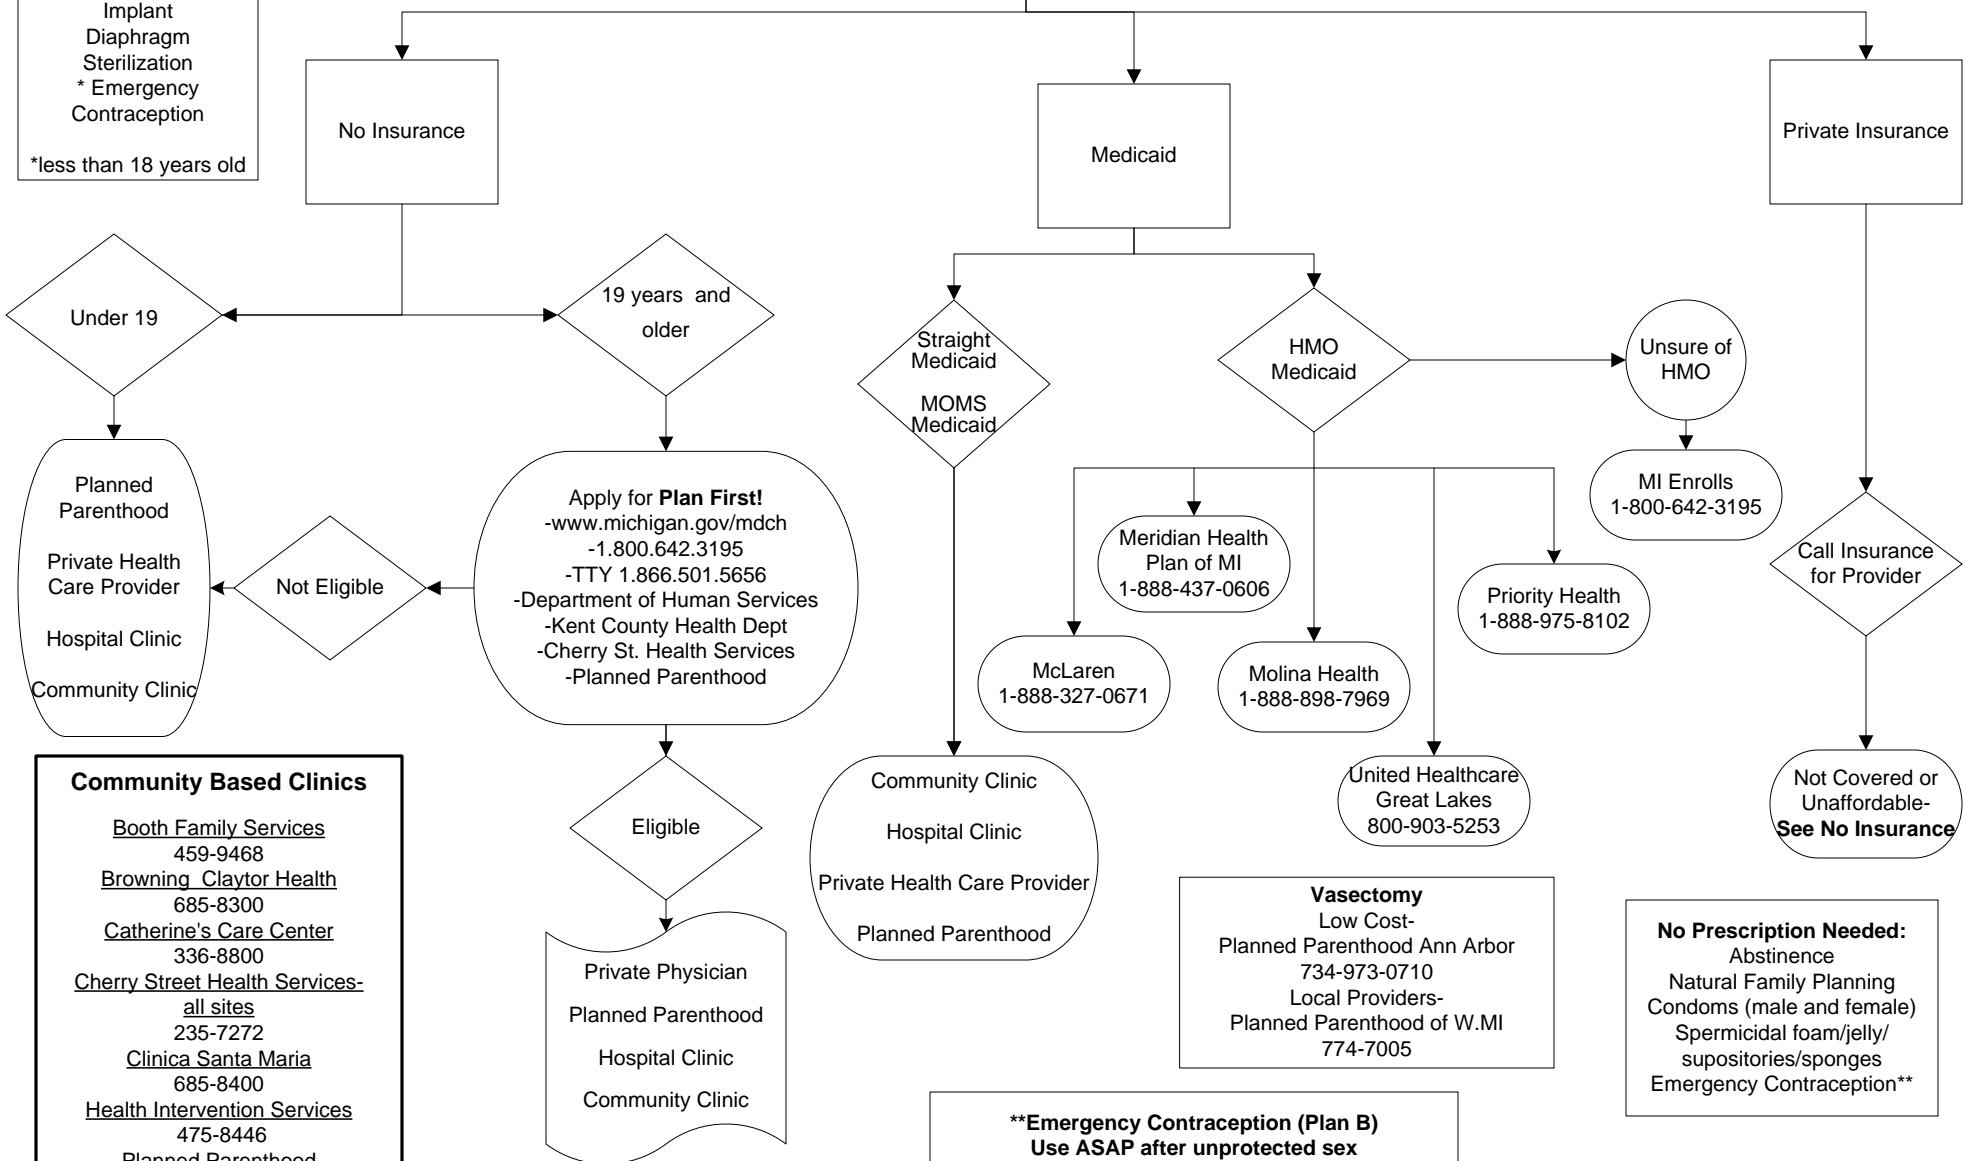 Implant
Diaphragm
Sterilization
* Emergency
Contraception
*less than 18 years old
No Insurance
Medicaid
Private Insurance
Under 19
19 years  and
older
Straight
Medicaid
MOMS
Medicaid
HMO
Medicaid
Unsure of
HMO
MI Enrolls
1-800-642-3195
Call Insurance
for Provider
Planned
Parenthood
Private Health
Care Provider
Hospital Clinic
Community Clinic
Not Eligible
Apply for Plan First!
-www.michigan.gov/mdch
-1.800.642.3195
-TTY 1.866.501.5656
-Department of Human Services
-Kent County Health Dept
-Cherry St. Health Services
-Planned Parenthood
Meridian Health
Plan of MI
1-888-437-0606
Priority Health
1-888-975-8102
McLaren
1-888-327-0671
Molina Health
1-888-898-7969
United Healthcare
Great Lakes
800-903-5253
Not Covered or
Unaffordable-
See No Insurance
Community Based Clinics
Booth Family Services
459-9468
Browning  Claytor Health
685-8300
Catherine's Care Center
336-8800
Cherry Street Health Services-
all sites
235-7272
Clinica Santa Maria
685-8400
Health Intervention Services
475-8446
Planned Parenthood
Eligible
Private Physician
Planned Parenthood
Hospital Clinic
Community Clinic
Community Clinic
Hospital Clinic
Private Health Care Provider
Planned Parenthood
Vasectomy
Low Cost-
Planned Parenthood Ann Arbor
734-973-0710
Local Providers-
Planned Parenthood of W.MI
774-7005
No Prescription Needed:
Abstinence
Natural Family Planning
Condoms (male and female)
Spermicidal foam/jelly/
supositories/sponges
Emergency Contraception**
**Emergency Contraception (Plan B)
Use ASAP after unprotected sex